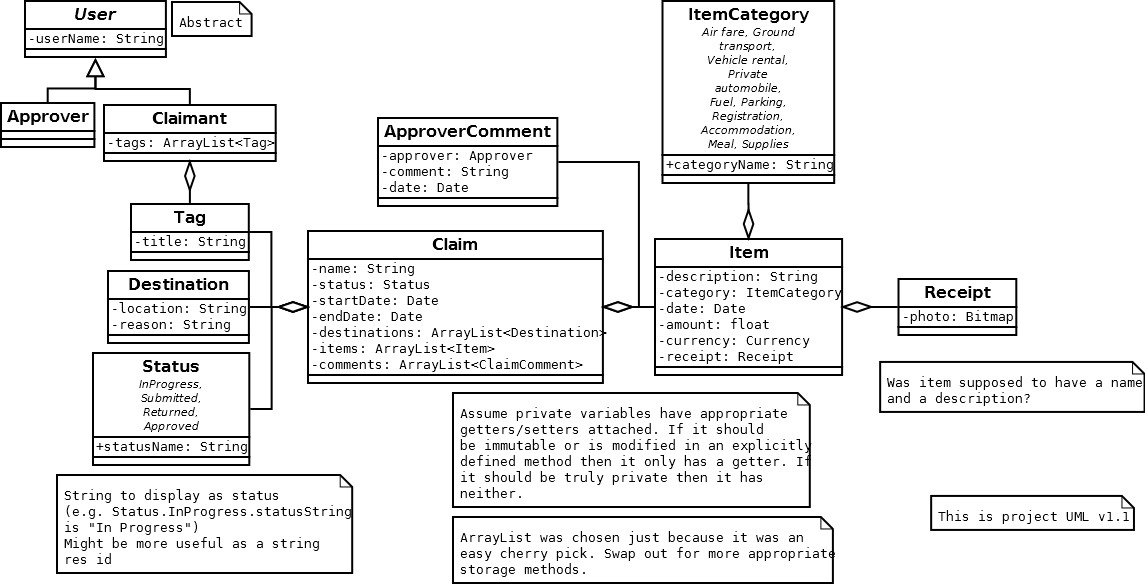 User
-userName: String
Abstract
Approver
Claimant
-tags: ArrayList<Tag>
Tag
-title: String
Destination
-location: String
-reason: String
Status
InProgress,
Submitted,
Returned,
Approved
+statusName: String
String to display as status
(e.g. Status.InProgress.statusString
is "In Progress")
Might be more useful as a string
res id
ApproverComment
-approver: Approver
-comment: String
-date: Date
Claim
-name: String
-status: Status
-startDate: Date
-endDate: Date
-destinations: ArrayList<Destination>
-items: ArrayList<Item>
-comments: ArrayList<ClaimComment>
ItemCategory
Air fare, Ground
transport,
Vehicle rental,
Private
automobile,
Fuel, Parking,
Registration,
Accommodation,
Meal, Supplies
+categoryName: String
Item
-description: String
-category: ItemCategory
-date: Date
-amount: float
-currency: Currency
-receipt: Receipt
Receipt
-photo: Bitmap
Was item supposed to have a name
and a description?
Assume private variables have appropriate
getters/setters attached. If it should
be immutable or is modified in an explicitly
defined method then it only has a getter. If
it should be truly private then it has
neither.
ArrayList was chosen just because it was an
easy cherry pick. Swap out for more appropriate
storage methods.
This is project UML v1.1